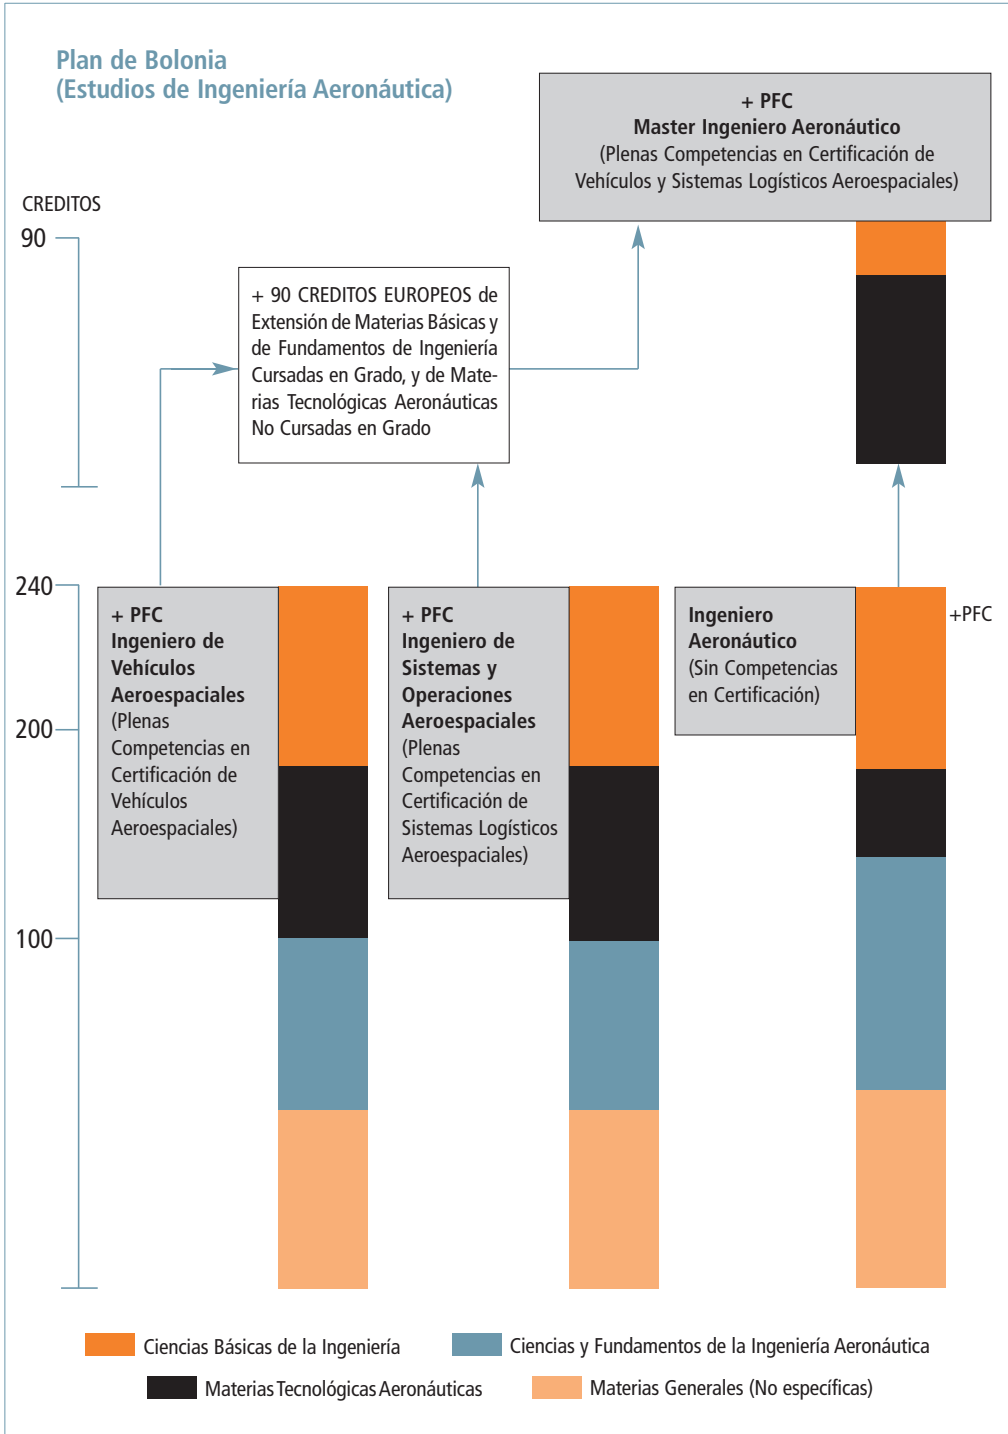 Plan de Bolonia
(Estudios de Ingeniería Aeronáutica)
+ PFC
Master Ingeniero Aeronáutico
(Plenas Competencias en Certificación de
Vehículos y Sistemas Logísticos Aeroespaciales)
CREDITOS
90
+ 90 CREDITOS EUROPEOS de
Extensión de Materias Básicas y
de Fundamentos de Ingeniería
Cursadas en Grado, y de Mate-
rias Tecnológicas Aeronáuticas
No Cursadas en Grado
240
200
100
+ PFC
Ingeniero de
Vehículos
Aeroespaciales
(Plenas
Competencias en
Certificación de
Vehículos
Aeroespaciales)
+ PFC
Ingeniero de
Sistemas y
Operaciones
Aeroespaciales
(Plenas
Competencias en
Certificación de
Sistemas Logísticos
Aeroespaciales)
Ingeniero
Aeronáutico
(Sin Competencias
en Certificación)
+PFC
Ciencias Básicas de la Ingeniería
Ciencias y Fundamentos de la Ingeniería Aeronáutica
Materias Tecnológicas Aeronáuticas
Materias Generales (No específicas)